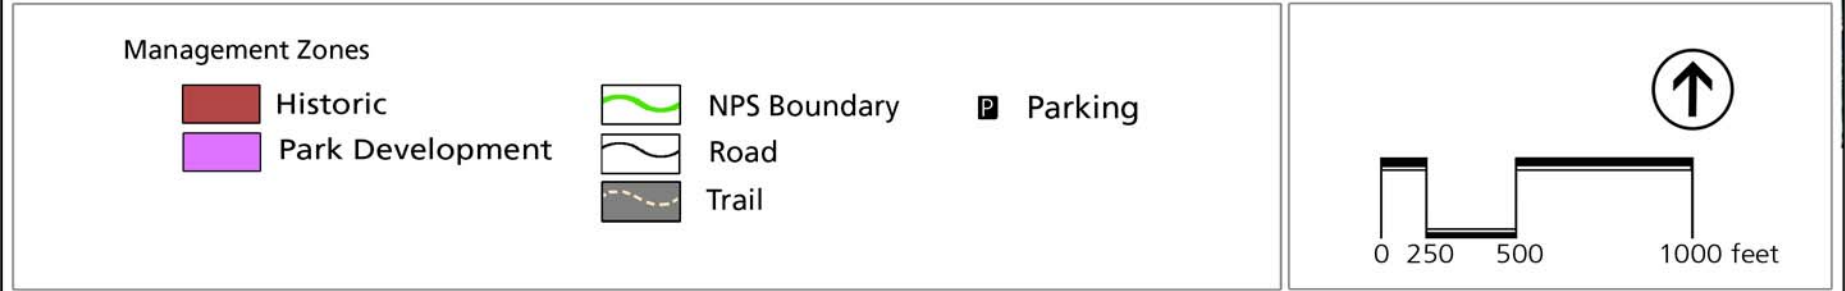 Management Zones
Historic
Park Development
NPS Boundary
Road
Trail
P Parking
0 250 500 1000 feet